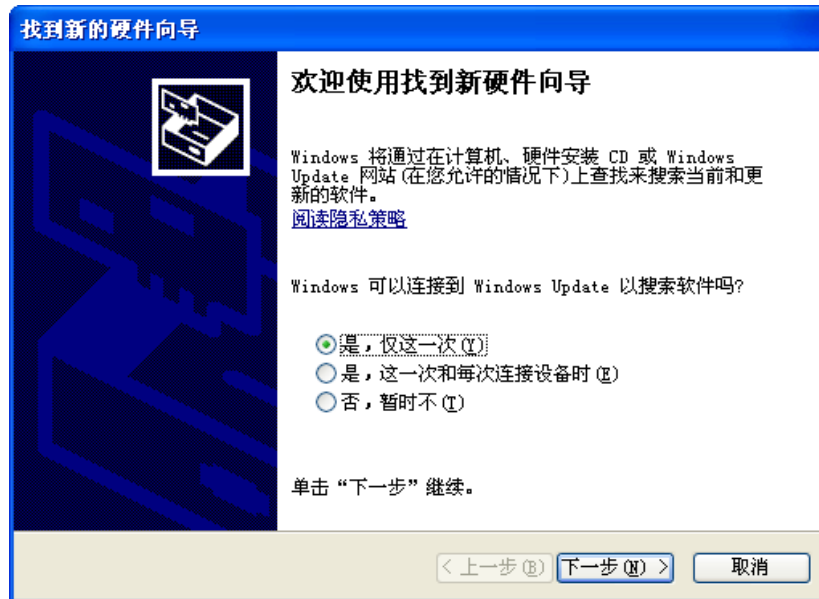 找到新的硬件向导
欢迎使用找到新硬件向导
Windows 将通过在计算机、硬件安装 CD 或 Windows
Update 网站(在您允许的情况下)上查找来搜索当前和更
新的软件。
阅读隐私策略
Windows 可以连接到 Windows Update 以搜索软件吗?
是，仅这一次(Y)
是，这一次和每次连接设备时(E)
否，暂时不(T)
单击“下一步”继续。
< 上一步(B) 下一步(N) > 取消